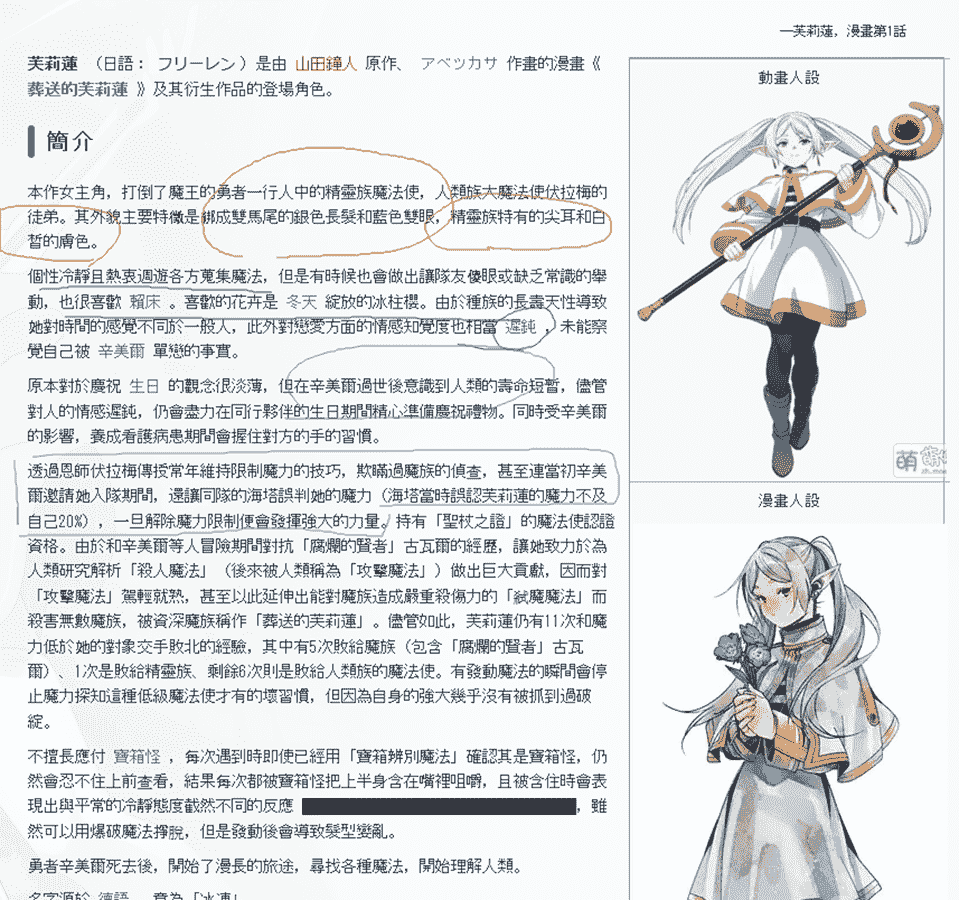 —芙莉蓮，漫畫第1話
芙莉蓮 （日語： フリーレン ）是由 山田鐘人 原作、 アベツカサ 作畫的漫畫《
葬送的芙莉蓮 》及其衍生作品的登場角色。
簡介
本作女主角，打倒了魔王的勇者一行人中的精靈族魔法使，人類族大魔法使伏拉梅的
徒弟。其外貌主要特徵是綁成雙馬尾的銀色長髮和藍色雙眼，精靈族特有的尖耳和白
皙的膚色。
個性冷靜且熱衷週遊各方蒐集魔法，但是有時候也會做出讓隊友傻眼或缺乏常識的舉
動，也很喜歡 賴床 。喜歡的花卉是 冬天 綻放的冰柱櫻。由於種族的長壽天性導致
她對時間的感覺不同於一般人，此外對戀愛方面的情感知覺度也相當 遲鈍 ，未能察
覺自己被 辛美爾 單戀的事實。
原本對於慶祝 生日 的觀念很淡薄，但在辛美爾過世後意識到人類的壽命短暫，儘管
對人的情感遲鈍，仍會盡力在同行夥伴的生日期間精心準備慶祝禮物。同時受辛美爾
的影響，養成看護病患期間會握住對方的手的習慣。
透過恩師伏拉梅傳授常年維持限制魔力的技巧，欺瞞過魔族的偵查，甚至連當初辛美
爾邀請她入隊期間，還讓同隊的海塔誤判她的魔力（海塔當時誤認芙莉蓮的魔力不及
自己20%），一旦解除魔力限制便會發揮強大的力量。持有「聖杖之證」的魔法使認證
資格。由於和辛美爾等人冒險期間對抗「腐爛的賢者」古瓦爾的經歷，讓她致力於為
人類研究解析「殺人魔法」（後來被人類稱為「攻擊魔法」）做出巨大貢獻，因而對
「攻擊魔法」駕輕就熟，甚至以此延伸出能對魔族造成嚴重殺傷力的「弒魔魔法」而
殺害無數魔族，被資深魔族稱作「葬送的芙莉蓮」。儘管如此，芙莉蓮仍有11次和魔
力低於她的對象交手敗北的經驗，其中有5次敗給魔族（包含「腐爛的賢者」古瓦
爾）、1次是敗給精靈族、剩餘6次則是敗給人類族的魔法使。有發動魔法的瞬間會停
止魔力探知這種低級魔法使才有的壞習慣，但因為自身的強大幾乎沒有被抓到過破
綻。
不擅長應付 寶箱怪 ，每次遇到時即使已經用「寶箱辨別魔法」確認其是寶箱怪，仍
然會忍不住上前查看，結果每次都被寶箱怪把上半身含在嘴裡咀嚼，且被含住時會表
現出與平常的冷靜態度截然不同的反應 ，雖
然可以用爆破魔法掙脫，但是發動後會導致髮型變亂。
勇者辛美爾死去後，開始了漫長的旅途，尋找各種魔法，開始理解人類。
名字源於 德語 ，意為「冰凍」
動畫人設
萌
漫畫人設